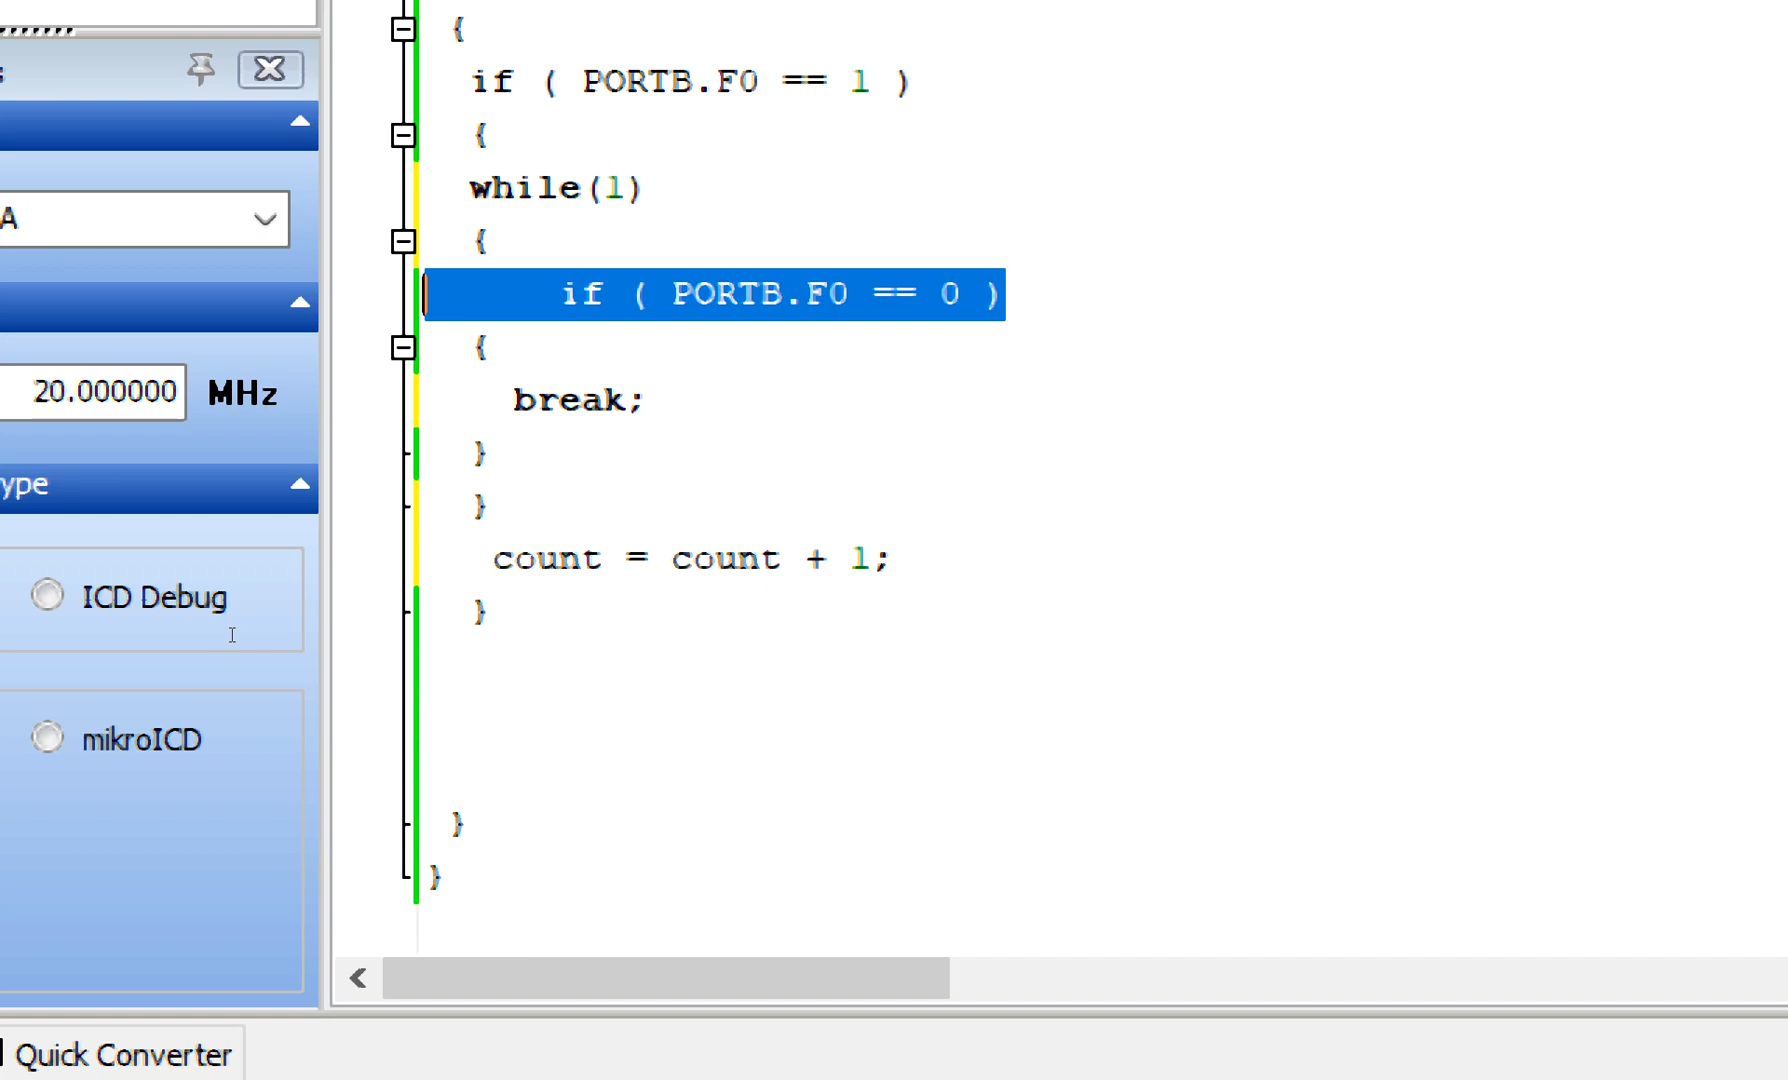 {
if ( PORTB.F0 == 1 )
{
while(1)
{
if ( PORTB.F0 == 0 )
{
break;
}
}
count = count + 1;
}
}
}
A
20.000000 MHz
ype
ICD Debug
mikroICD
Quick Converter